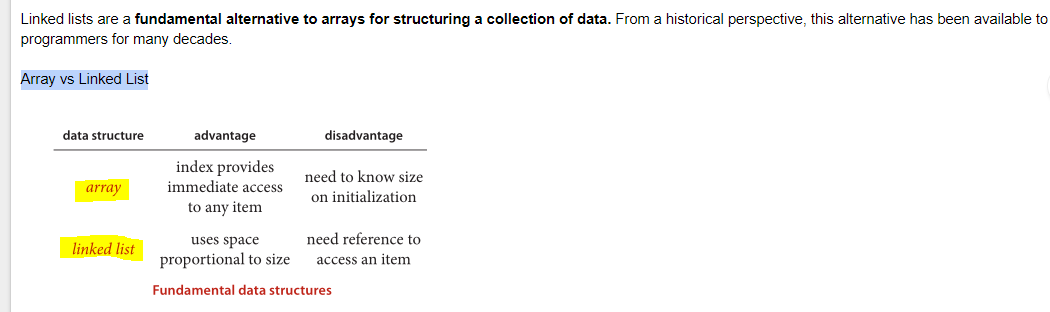 Linked lists are a fundamental alternative to arrays for structuring a collection of data. From a historical perspective, this alternative has been available to
programmers for many decades.
Array vs Linked List
data structure advantage disadvantage
index provides
immediate access
to any item
array
need to know size
on initialization
linked list
uses space
proportional to size
need reference to
access an item
Fundamental data structures